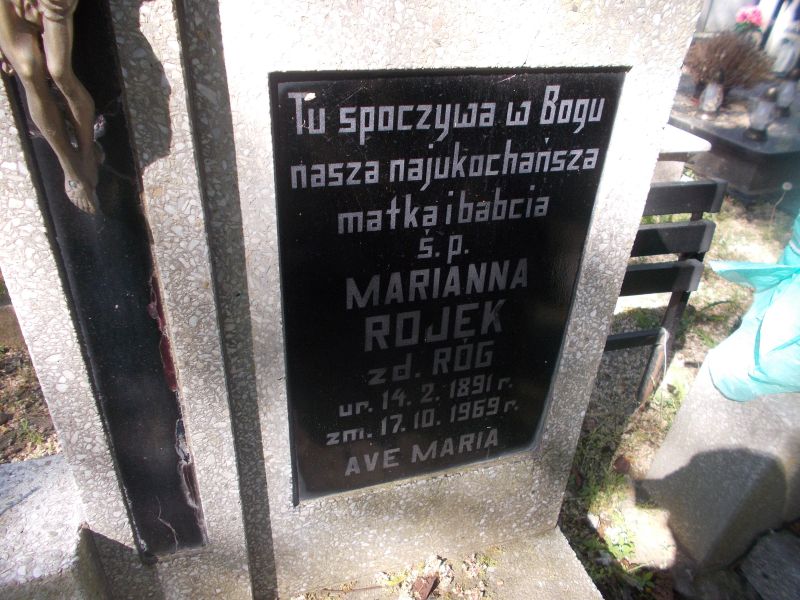 Tu spoczywa w Bogu
nasza najukochańsza
matka i babcia
ś. p.
MARIANNA
ROJEK
zd. RÓG
ur. 14. 2. 1891 r.
zm. 17. 10. 1969 r.
AVE MARIA